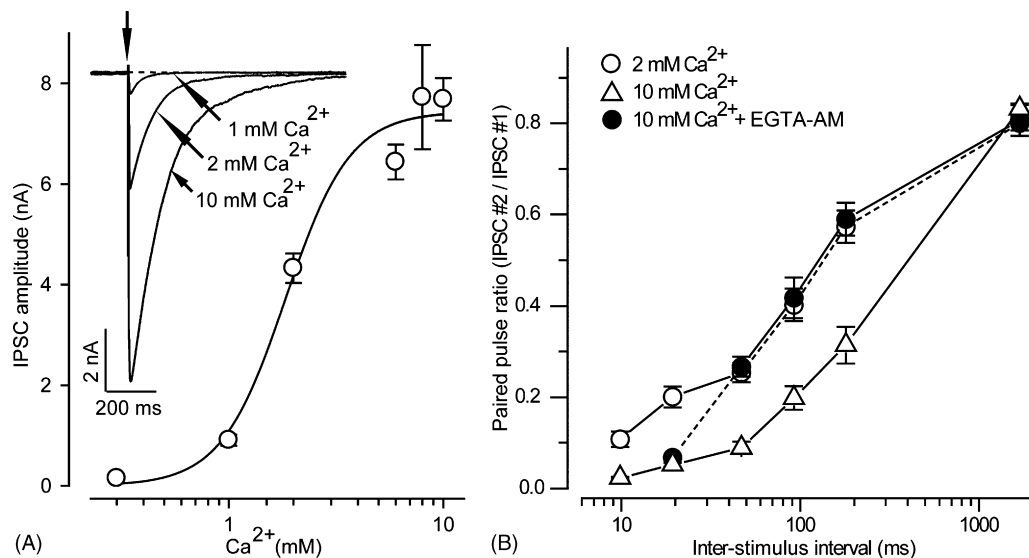 8
6
4
2
0
IPSC amplitude (nA)
1 mM Ca2+
2 mM Ca2+
10 mM Ca2+
2 nA
200 ms
1
10
Ca2+(mM)
(A)
2 mM Ca2+
10 mM Ca2+
10 mM Ca2++ EGTA-AM
0.8
0.6
0.4
0.2
0.0
Paired pulse ratio (IPSC #2 / IPSC #1)
10
100
1000
Inter-stimulus interval (ms)
(B)